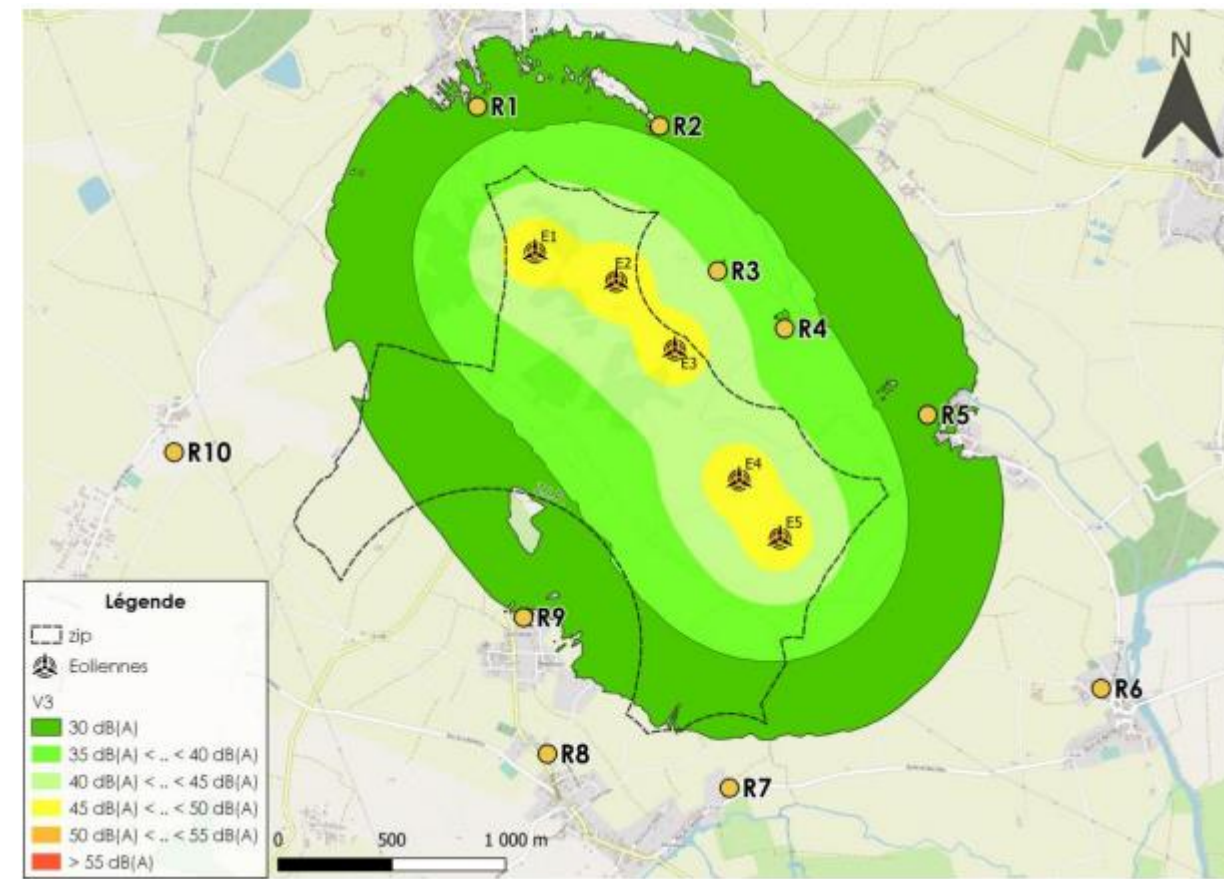 N
R1
R2
E1
E2
R3
E3
R4
R5
R10
E4
E5
R9
R6
R8
R7
Légende
zip
Eoliennes
V3
30 dB(A)
35 dB(A) < .. < 40 dB(A)
40 dB(A) < .. < 45 dB(A)
45 dB(A) < .. < 50 dB(A)
50 dB(A) < .. < 55 dB(A)
> 55 dB(A)
0 500 1 000 m